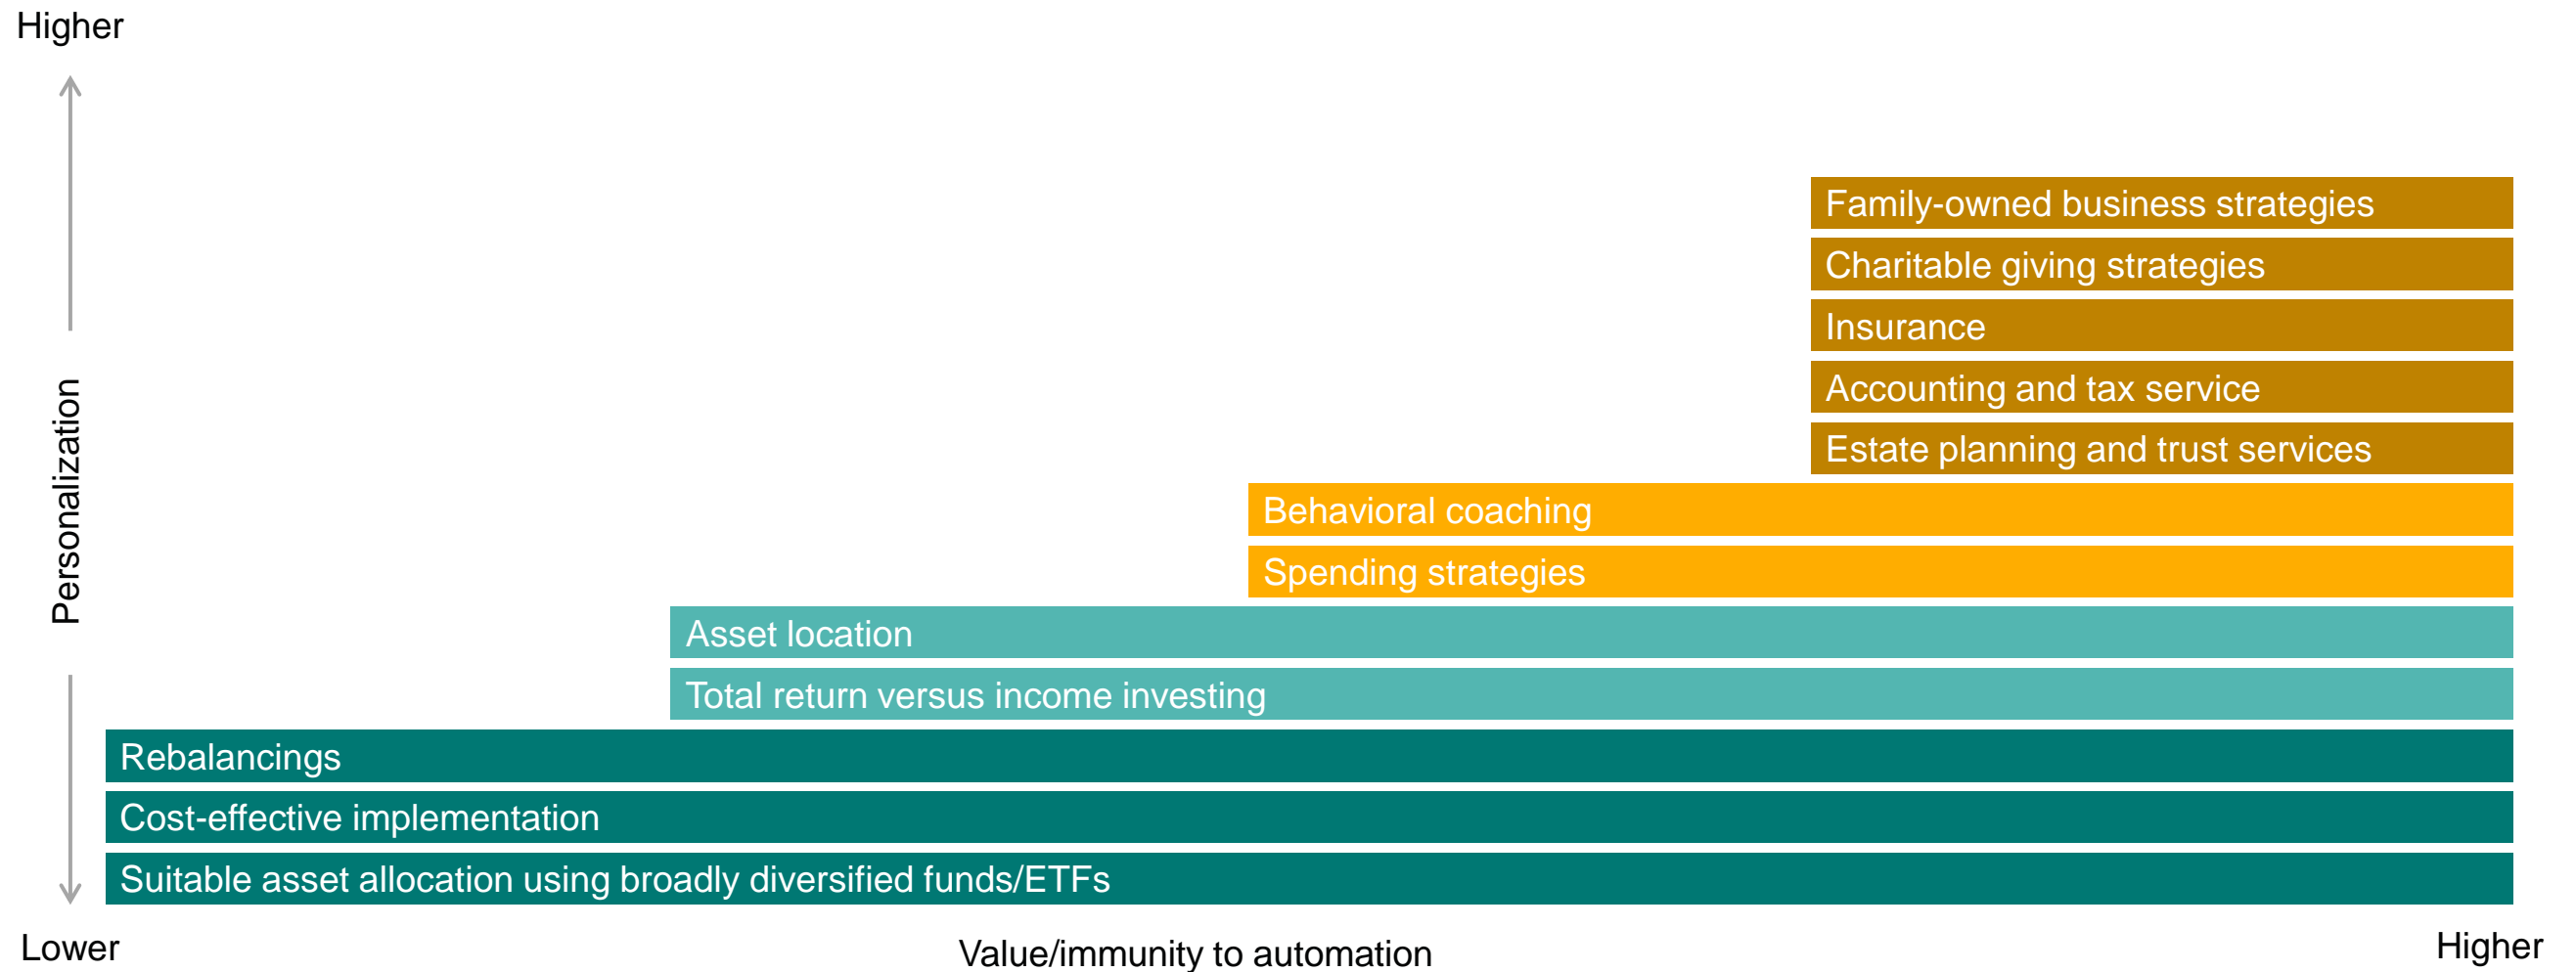 Higher
Personalization
Family-owned business strategies
Charitable giving strategies
Insurance
Accounting and tax service
Estate planning and trust services
Behavioral coaching
Spending strategies
Asset location
Total return versus income investing
Rebalancings
Cost-effective implementation
Suitable asset allocation using broadly diversified funds/ETFs
Lower
Value/immunity to automation
Higher